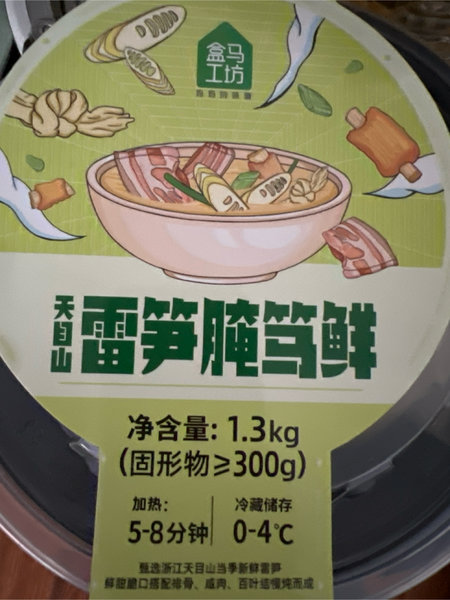 盒马
工坊
天目山
雷笋腌笃鲜
净含量: 1.3kg
(固形物≥300g)
加热:
5-8分钟
冷藏储存
0-4℃
甄选浙江天目山当季新鲜雷笋
鲜甜脆口搭配排骨、咸肉、百叶结慢炖而成